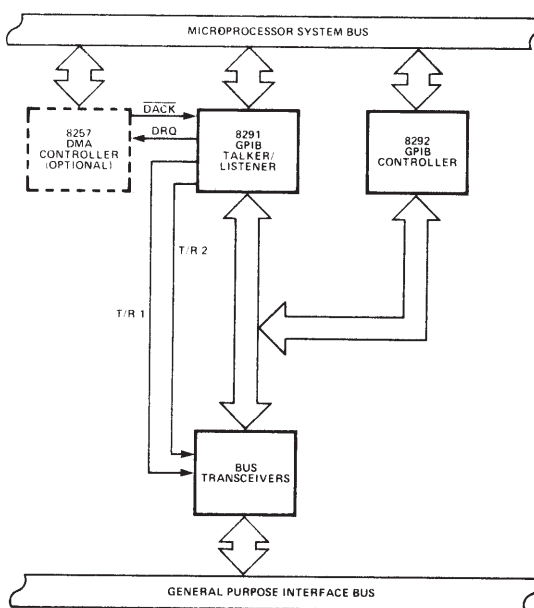 MICROPROCESSOR SYSTEM BUS
DACK
DRQ
8257
DMA
CONTROLLER
(OPTIONAL)
8291
GPIB
TALKER/
LISTENER
8292
GPIB
CONTROLLER
T/R 2
T/R 1
BUS
TRANSCEIVERS
GENERAL PURPOSE INTERFACE BUS